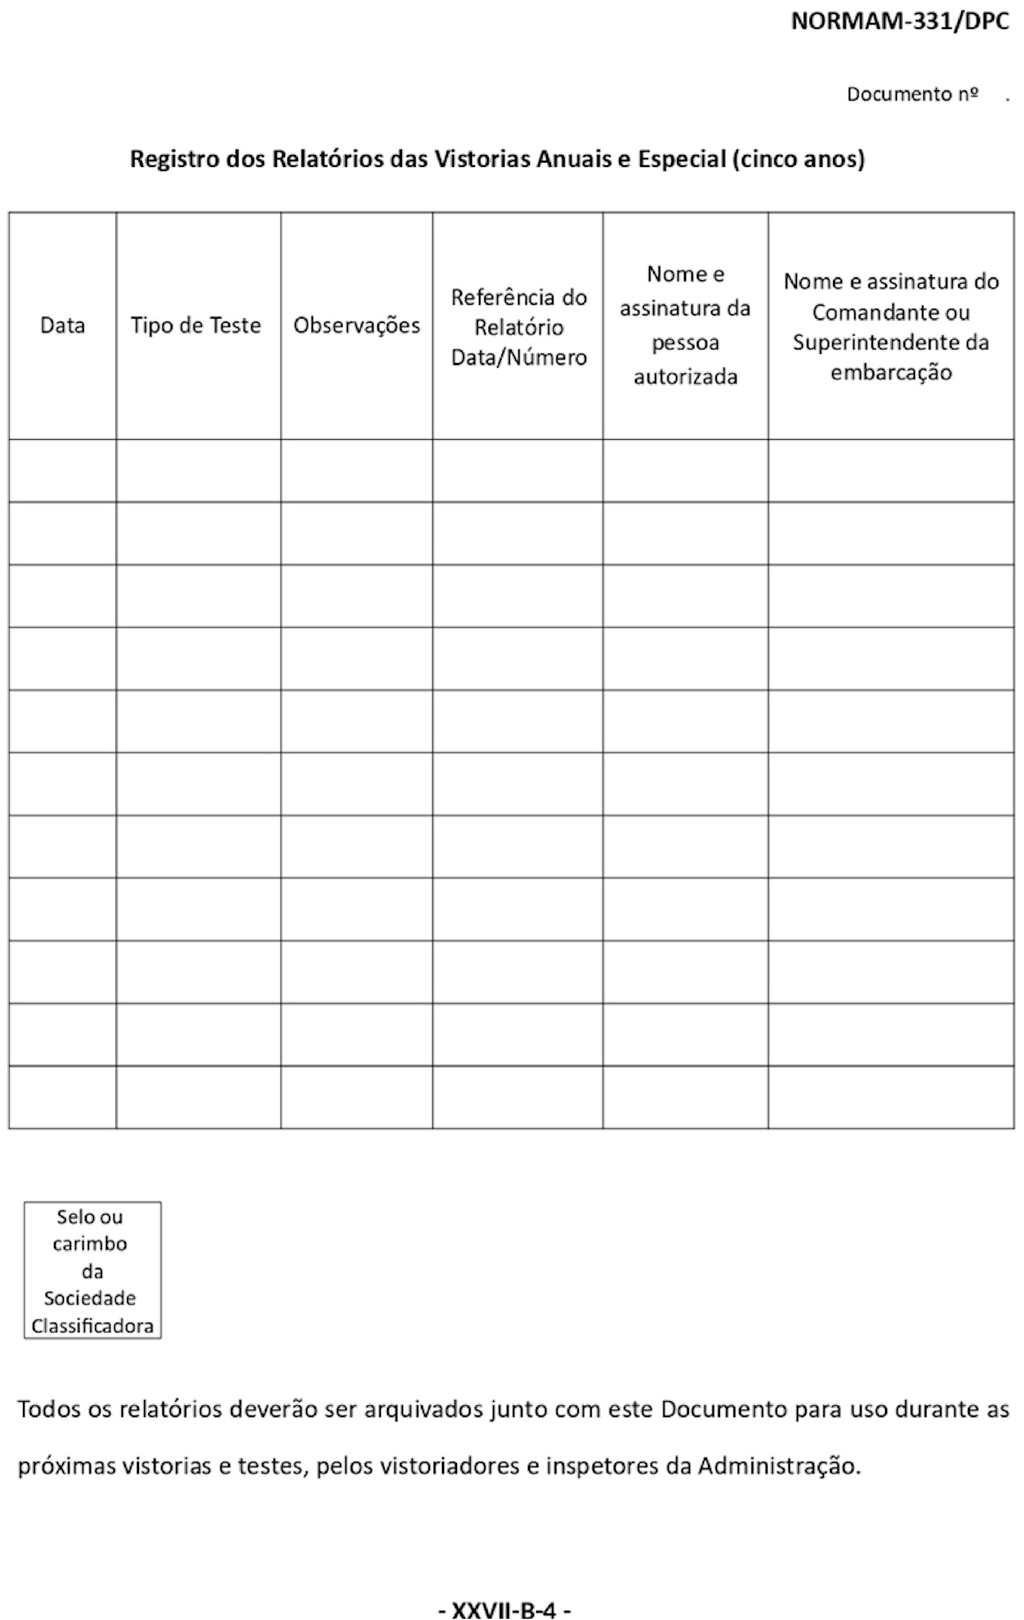 NORMAM-331/DPC
Documento nº .
Registro dos Relatórios das Vistorias Anuais e Especial (cinco anos)
Data
Tipo de Teste
Observações
Referência do
Relatório
Data/Número
Nome e
assinatura da
pessoa
autorizada
Nome e assinatura do
Comandante ou
Superintendente da
embarcação
Selo ou
carimbo
da
Sociedade
Classificadora
Todos os relatórios deverão ser arquivados junto com este Documento para uso durante as
próximas vistorias e testes, pelos vistoriadores e inspetores da Administração.
- XXVII-B-4 -